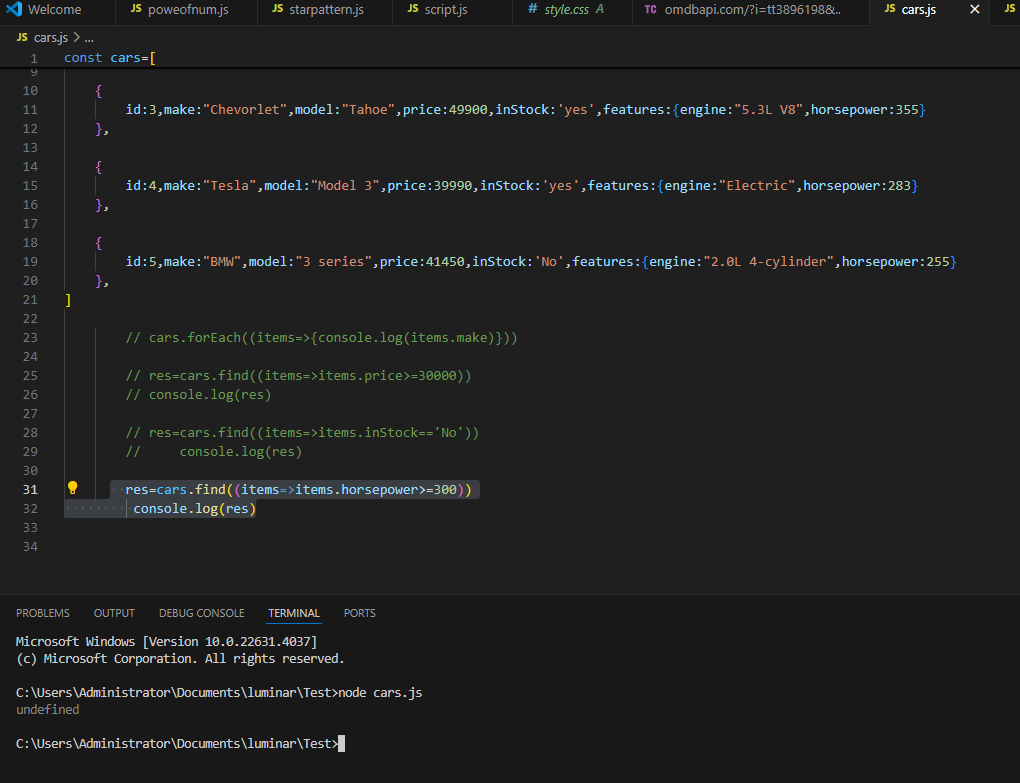 Welcome
JS poweofnum.js
JS starpattern.js
JS script.js
# style.css A
TC omdbapi.com/?i=tt3896198&..
JS cars.js ✕
JS
JS cars.js > ...
1 const cars=[
9
10 {
11 id:3,make:"Chevorlet",model:"Tahoe",price:49900,inStock:'yes',features:{engine:"5.3L V8",horsepower:355}
12 },
13
14 {
15 id:4,make:"Tesla",model:"Model 3",price:39990,inStock:'yes',features:{engine:"Electric",horsepower:283}
16 },
17
18 {
19 id:5,make:"BMW",model:"3 series",price:41450,inStock:'No',features:{engine:"2.0L 4-cylinder",horsepower:255}
20 },
21 ]
22
23 // cars.forEach((items=>{console.log(items.make)}))
24
25 // res=cars.find((items=>items.price>=30000))
26 // console.log(res)
27
28 // res=cars.find((items=>items.inStock=='No'))
29 //     console.log(res)
30
31 res=cars.find((items=>items.horsepower>=300))
32 console.log(res)
33
34
PROBLEMS OUTPUT DEBUG CONSOLE TERMINAL PORTS
Microsoft Windows [Version 10.0.22631.4037]
(c) Microsoft Corporation. All rights reserved.
C:\Users\Administrator\Documents\luminar\Test>node cars.js
undefined
C:\Users\Administrator\Documents\luminar\Test>